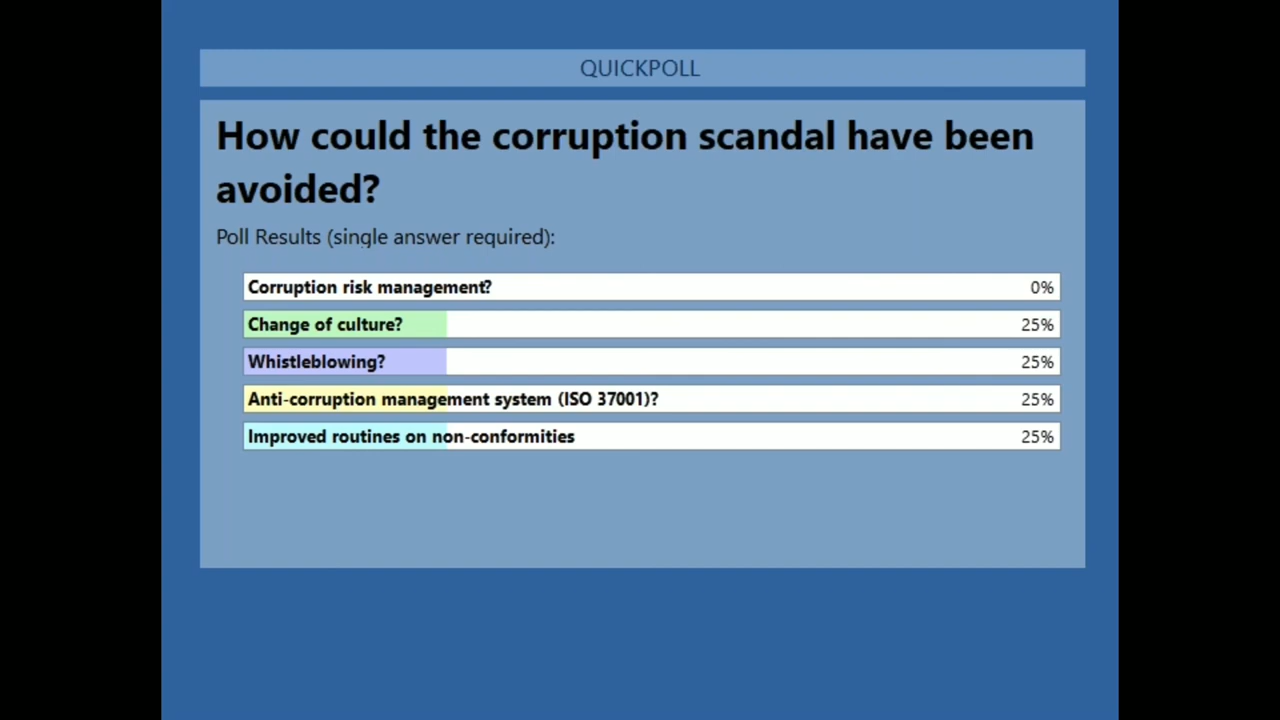 QUICKPOLL
How could the corruption scandal have been
avoided?
Poll Results (single answer required):
Corruption risk management? 0%
Change of culture? 25%
Whistleblowing? 25%
Anti-corruption management system (ISO 37001)? 25%
Improved routines on non-conformities 25%